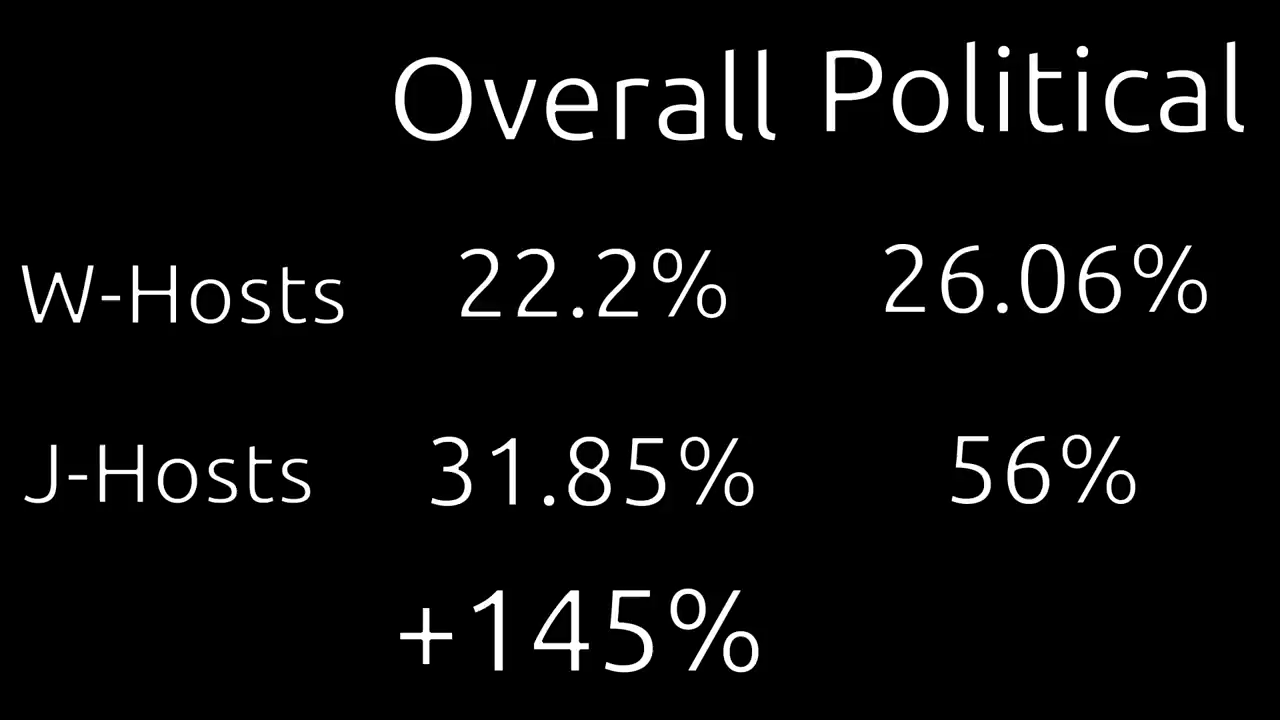 Overall Political
W-Hosts 22.2% 26.06%
J-Hosts 31.85% 56%
+145%